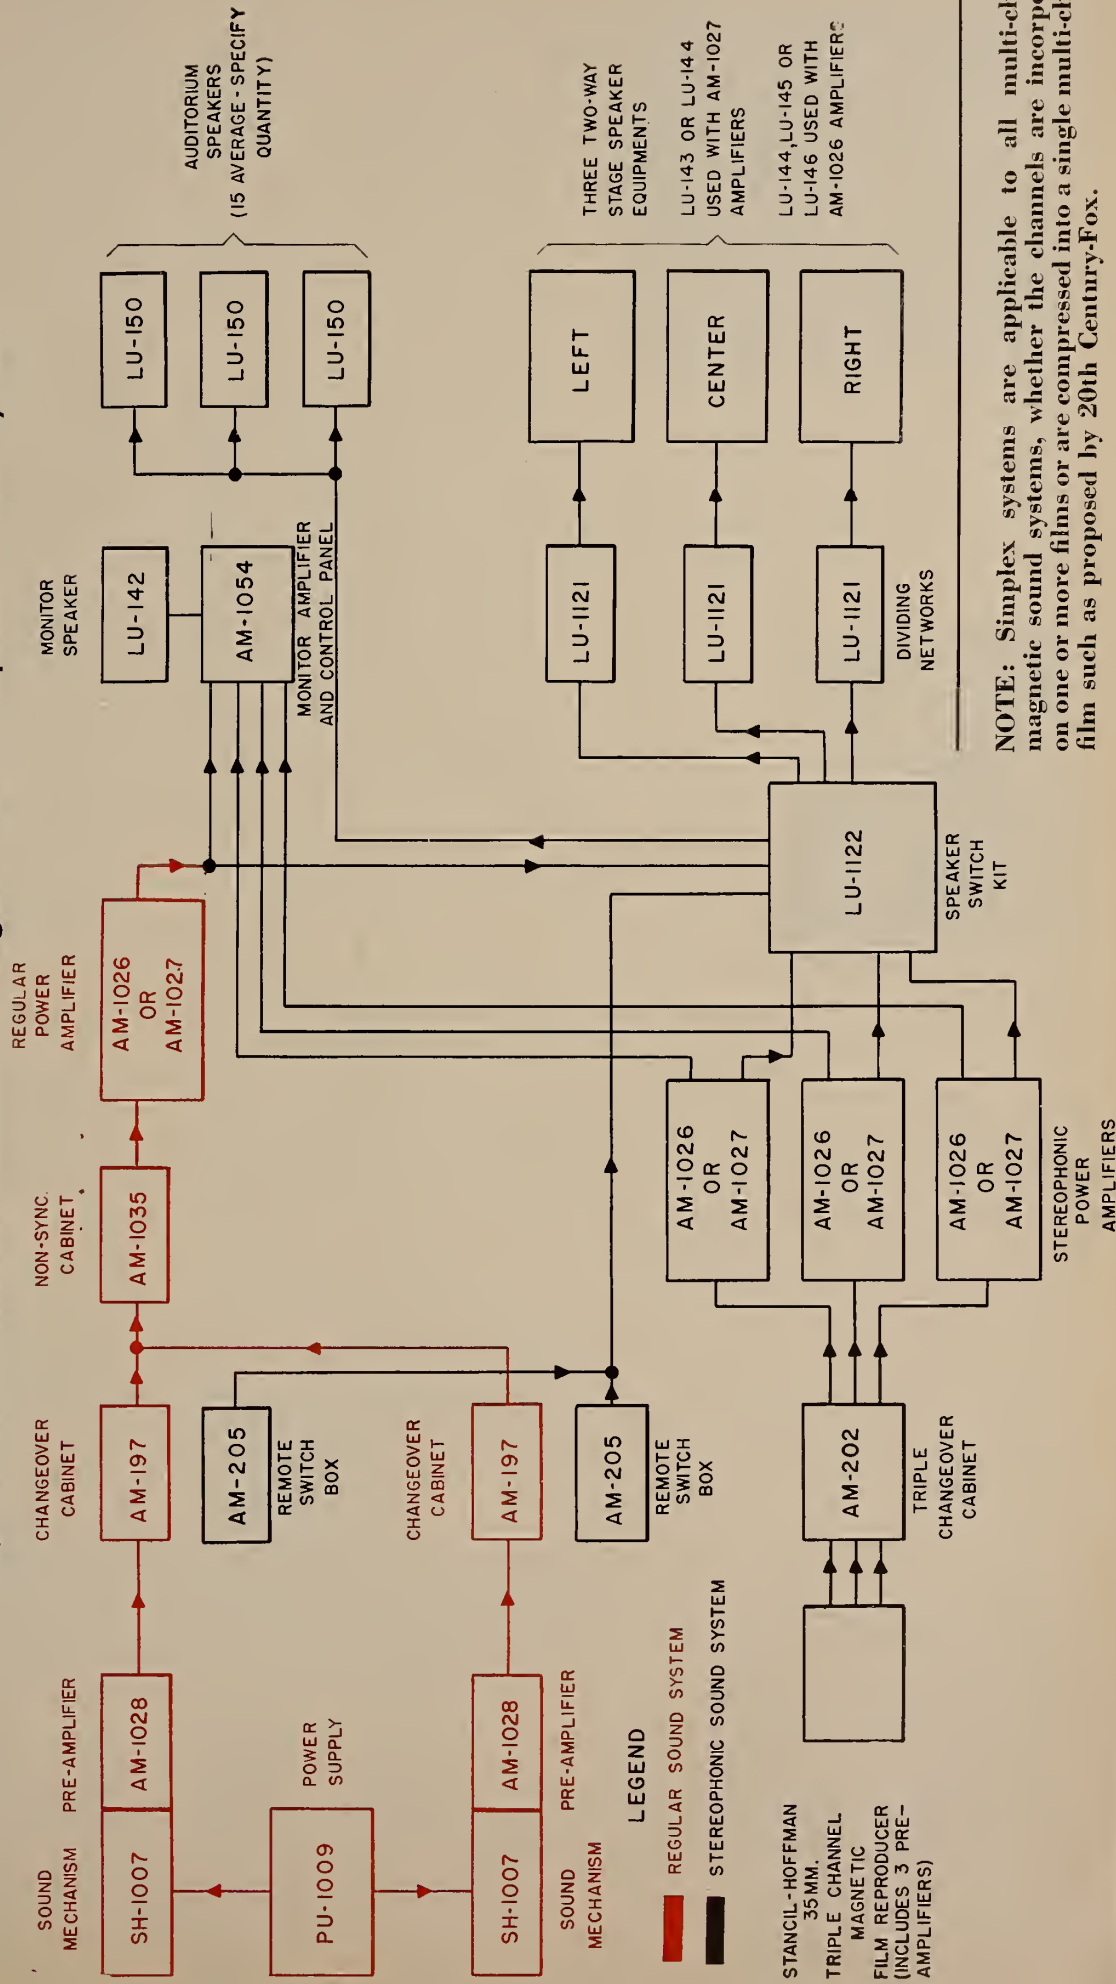 SOUND
MECHANISM
PRE-AMPLIFIER
CHANGEOVER
CABINET
NON-SYNC.
CABINET
REGULAR
POWER
AMPLIFIER
MONITOR
SPEAKER
AUDITORIUM
SPEAKERS
(15 AVERAGE-SPECIFY
QUANTITY)
SH-1007
AM-1028
AM-197
AM-1035
AM-1026
OR
AM-1027
LU-142
LU-150
AM-205
REMOTE
SWITCH
BOX
AM-1054
MONITOR AMPLIFIER
AND CONTROL PANEL
LU-150
LU-150
PU-1009
POWER
SUPPLY
CHANGEOVER
CABINET
SH-1007
AM-1028
AM-197
SOUND
MECHANISM
PRE-AMPLIFIER
AM-205
REMOTE
SWITCH
BOX
LU-1121
LEFT
THREE TWO-WAY
STAGE SPEAKER
EQUIPMENTS
LEGEND
REGULAR SOUND SYSTEM
STEREOPHONIC SOUND SYSTEM
AM-1026
OR
AM-1027
LU-1121
CENTER
LU-143 OR LU-144
USED WITH AM-1027
AMPLIFIERS
STANCIL-HOFFMAN
35MM.
TRIPLE CHANNEL
MAGNETIC
FILM REPRODUCER
(INCLUDES 3 PRE-
AMPLIFIERS)
AM-202
TRIPLE
CHANGEOVER
CABINET
AM-1026
OR
AM-1027
LU-1122
SPEAKER
SWITCH
KIT
LU-1121
DIVIDING
NETWORKS
RIGHT
LU-144,LU-145 OR
LU-146 USED WITH
AM-1026 AMPLIFIERS
AM-1026
OR
AM-1027
STEREOPHONIC
POWER
AMPLIFIERS
NOTE: Simplex systems are applicable to all
magnetic sound systems, whether the channels are
on one or more films or are compressed into a single
film such as proposed by 20th Century-Fox.